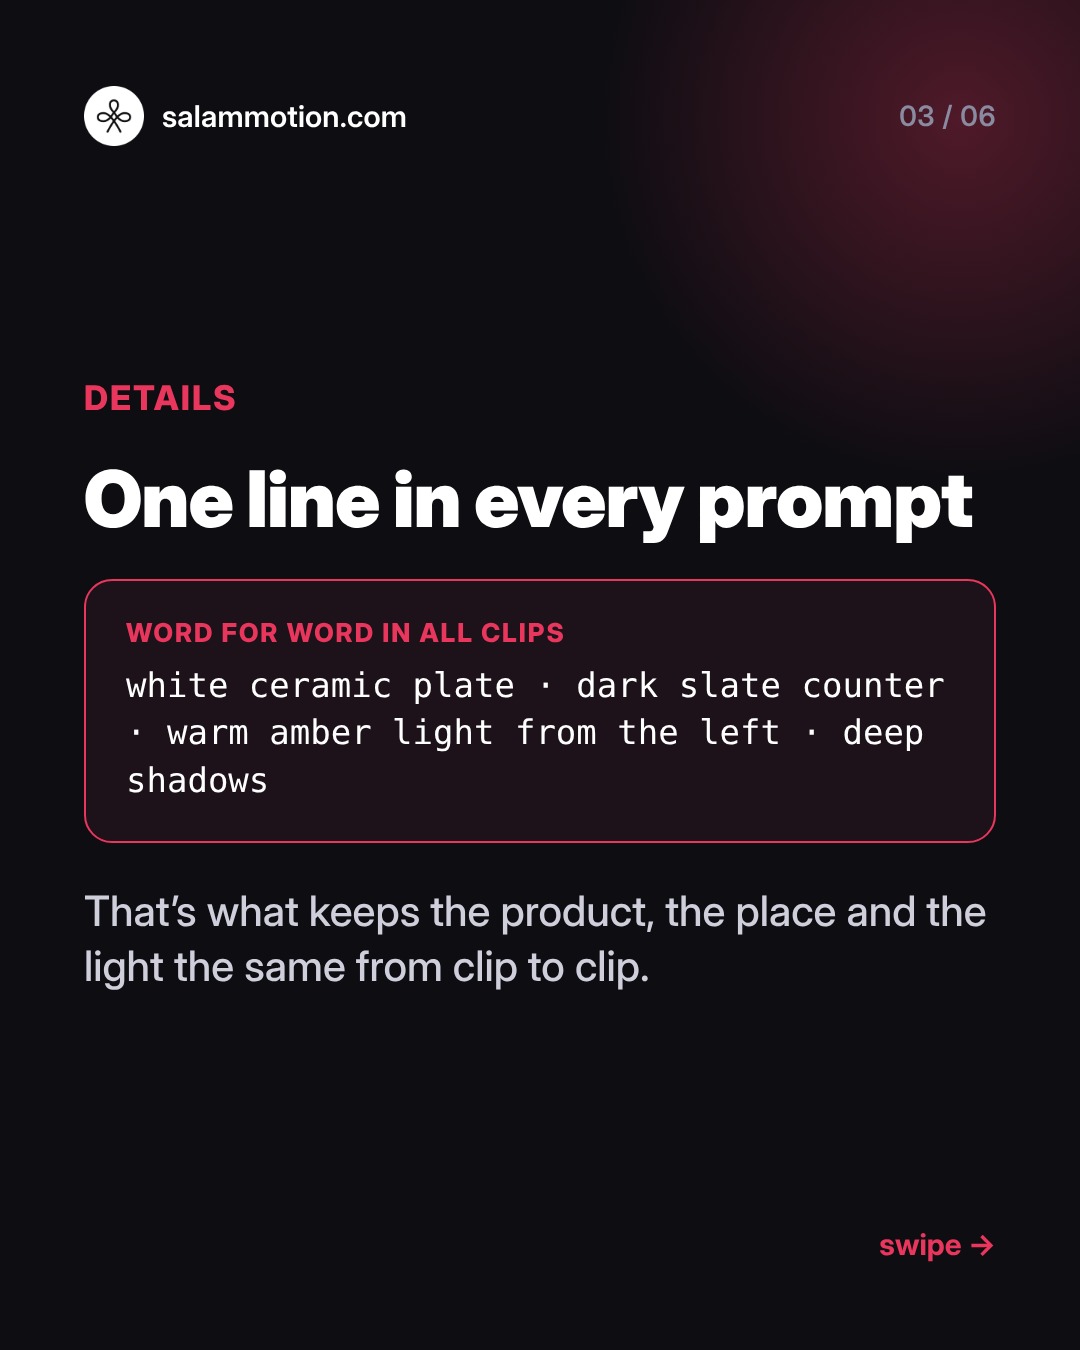 salammotion.com
03 / 06
DETAILS
One line in every prompt
WORD FOR WORD IN ALL CLIPS
white ceramic plate · dark slate counter
· warm amber light from the left · deep
shadows
That’s what keeps the product, the place and the
light the same from clip to clip.
swipe →